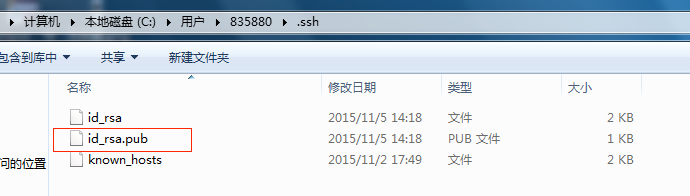 计算机 ▸ 本地磁盘 (C:) ▸ 用户 ▸ 835880 ▸ .ssh
包含到库中 共享 新建文件夹
名称 修改日期 类型 大小
id_rsa 2015/11/5 14:18 文件 2 KB
id_rsa.pub 2015/11/5 14:18 PUB 文件 1 KB
known_hosts 2015/11/2 17:49 文件 2 KB
问的位置